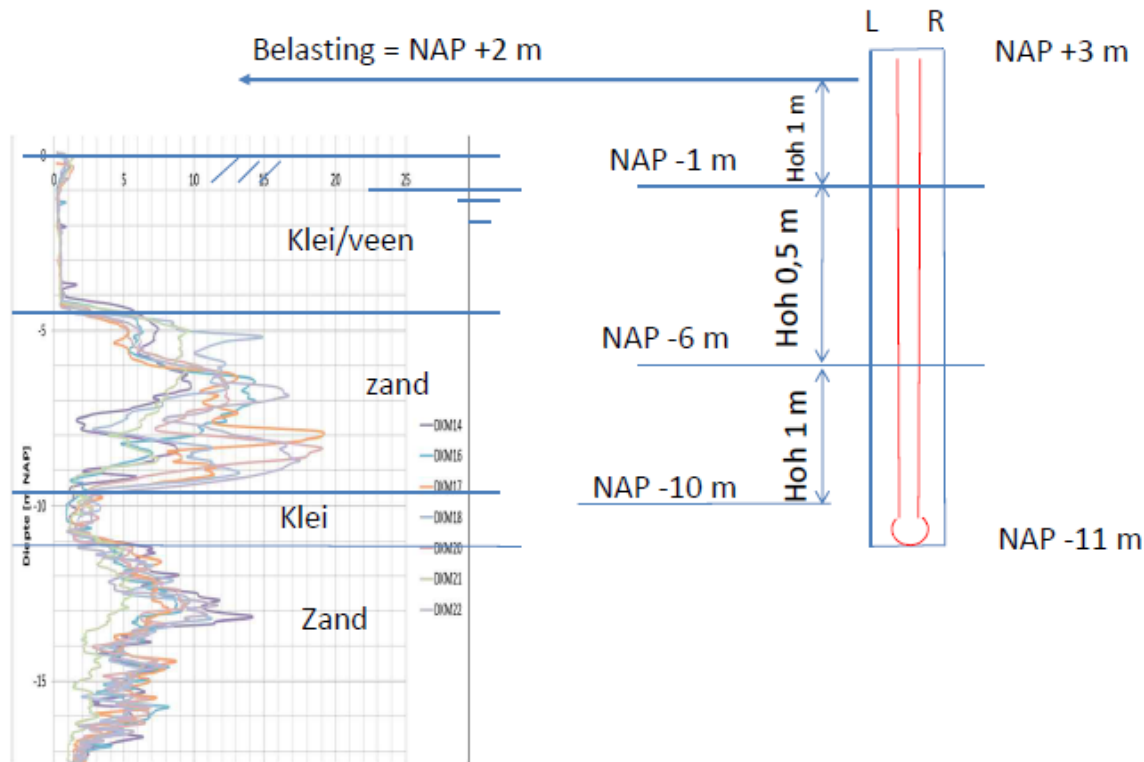 L R
Belasting = NAP +2 m
NAP +3 m
Hoh 1 m
NAP -1 m
0
0 5 10 15 20 25
Klei/veen
Hoh 0,5 m
-5
NAP -6 m
zand
DKM14
DKM16
DKM17
DKM18
DKM20
DKM21
DKM22
Diepte [m NAP]
Hoh 1 m
NAP -10 m
-10
Klei
NAP -11 m
Zand
-15